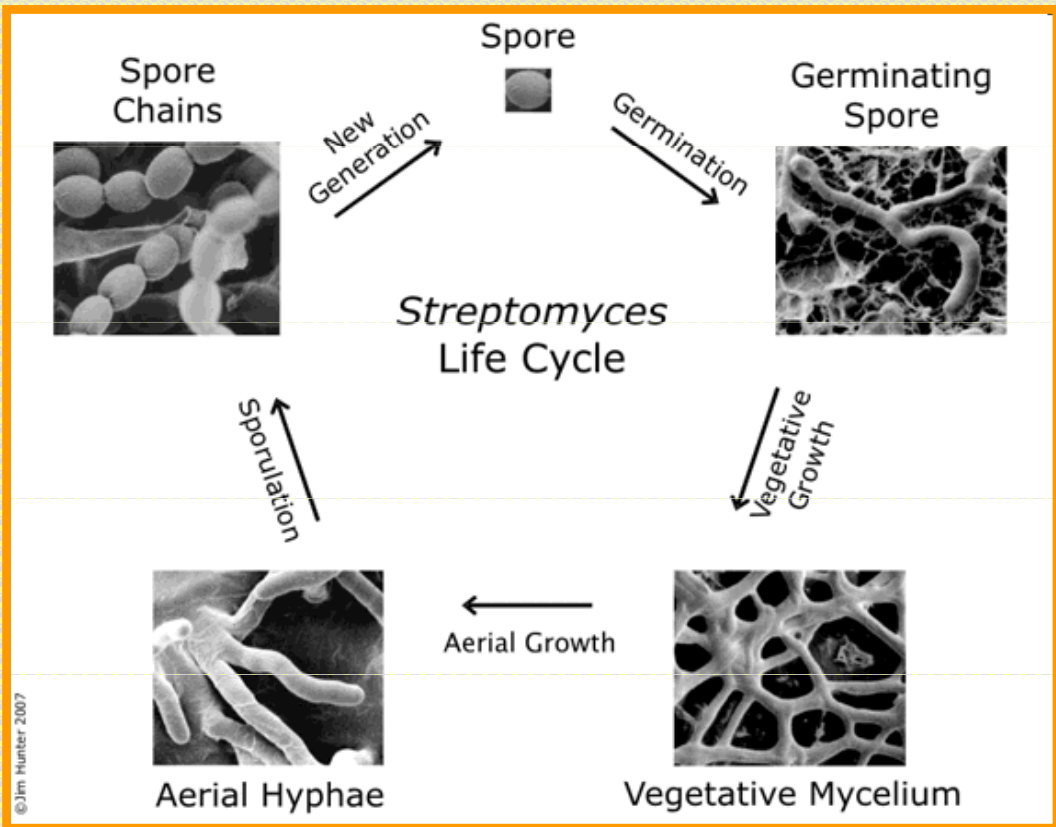 Spore
Spore
Chains
Germinating
Spore
New
Generation
Germination
Streptomyces
Life Cycle
Vegetative
Growth
Sporulation
Aerial Growth
Aerial Hyphae
Vegetative Mycelium
©Jim Hunter 2007